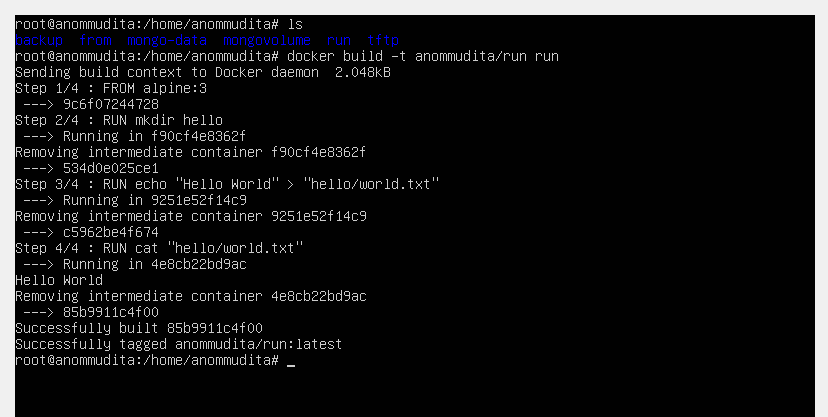 root@anommudita:/home/anommudita# ls
backup  from  mongo-data  mongovolume  run  tftp
root@anommudita:/home/anommudita# docker build -t anommudita/run run
Sending build context to Docker daemon  2.048kB
Step 1/4 : FROM alpine:3
 ---> 9c6f07244728
Step 2/4 : RUN mkdir hello
 ---> Running in f90cf4e8362f
Removing intermediate container f90cf4e8362f
 ---> 534d0e025ce1
Step 3/4 : RUN echo "Hello World" > "hello/world.txt"
 ---> Running in 9251e52f14c9
Removing intermediate container 9251e52f14c9
 ---> c5962be4f674
Step 4/4 : RUN cat "hello/world.txt"
 ---> Running in 4e8cb22bd9ac
Hello World
Removing intermediate container 4e8cb22bd9ac
 ---> 85b9911c4f00
Successfully built 85b9911c4f00
Successfully tagged anommudita/run:latest
root@anommudita:/home/anommudita# _